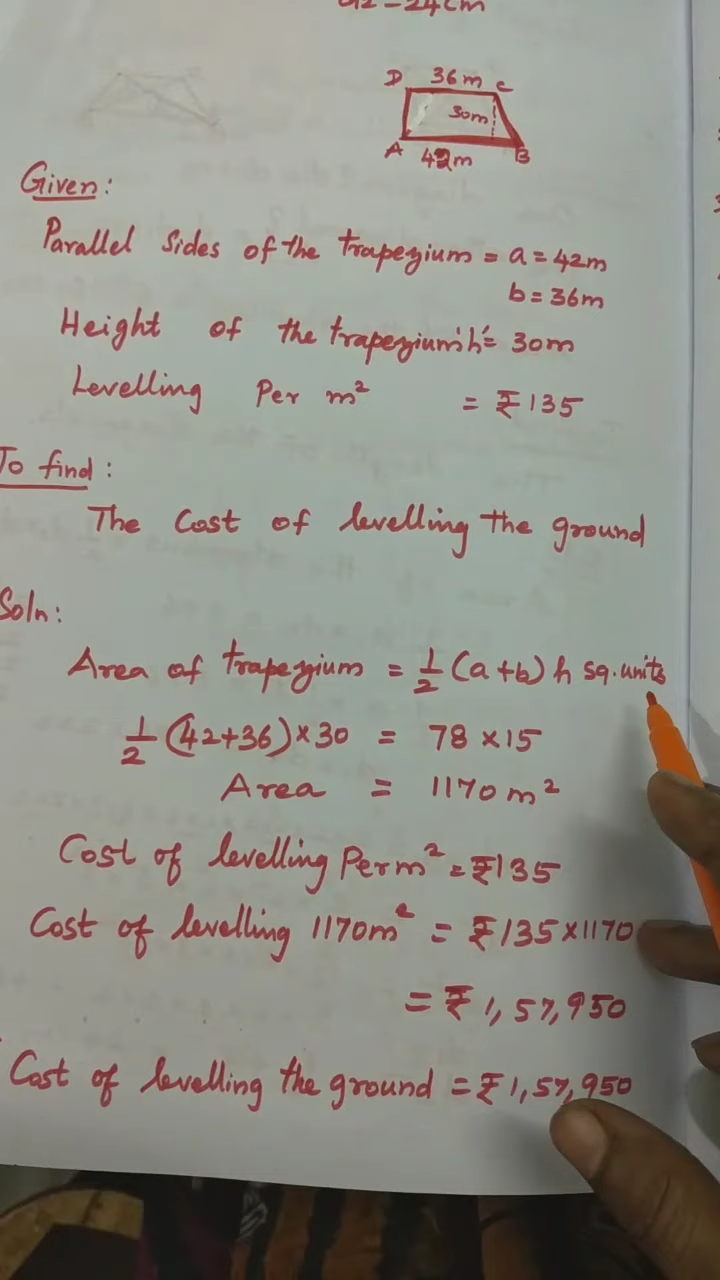 d2 = 24cm
D 36m C
30m
A 42m B
Given:
Parallel Sides of the trapezium = a = 42m
b = 36m
Height of the trapezium 'h' = 30m
Levelling Per m² = ₹135
To find:
The Cost of levelling the ground
Soln:
Area of trapezium = 1/2 (a+b) h sq.units
1/2 (42+36)×30 = 78 ×15
Area = 1170 m²
Cost of levelling Per m² = ₹135
Cost of levelling 1170m² = ₹135×1170
= ₹1,57,950
Cost of levelling the ground = ₹1,57,950